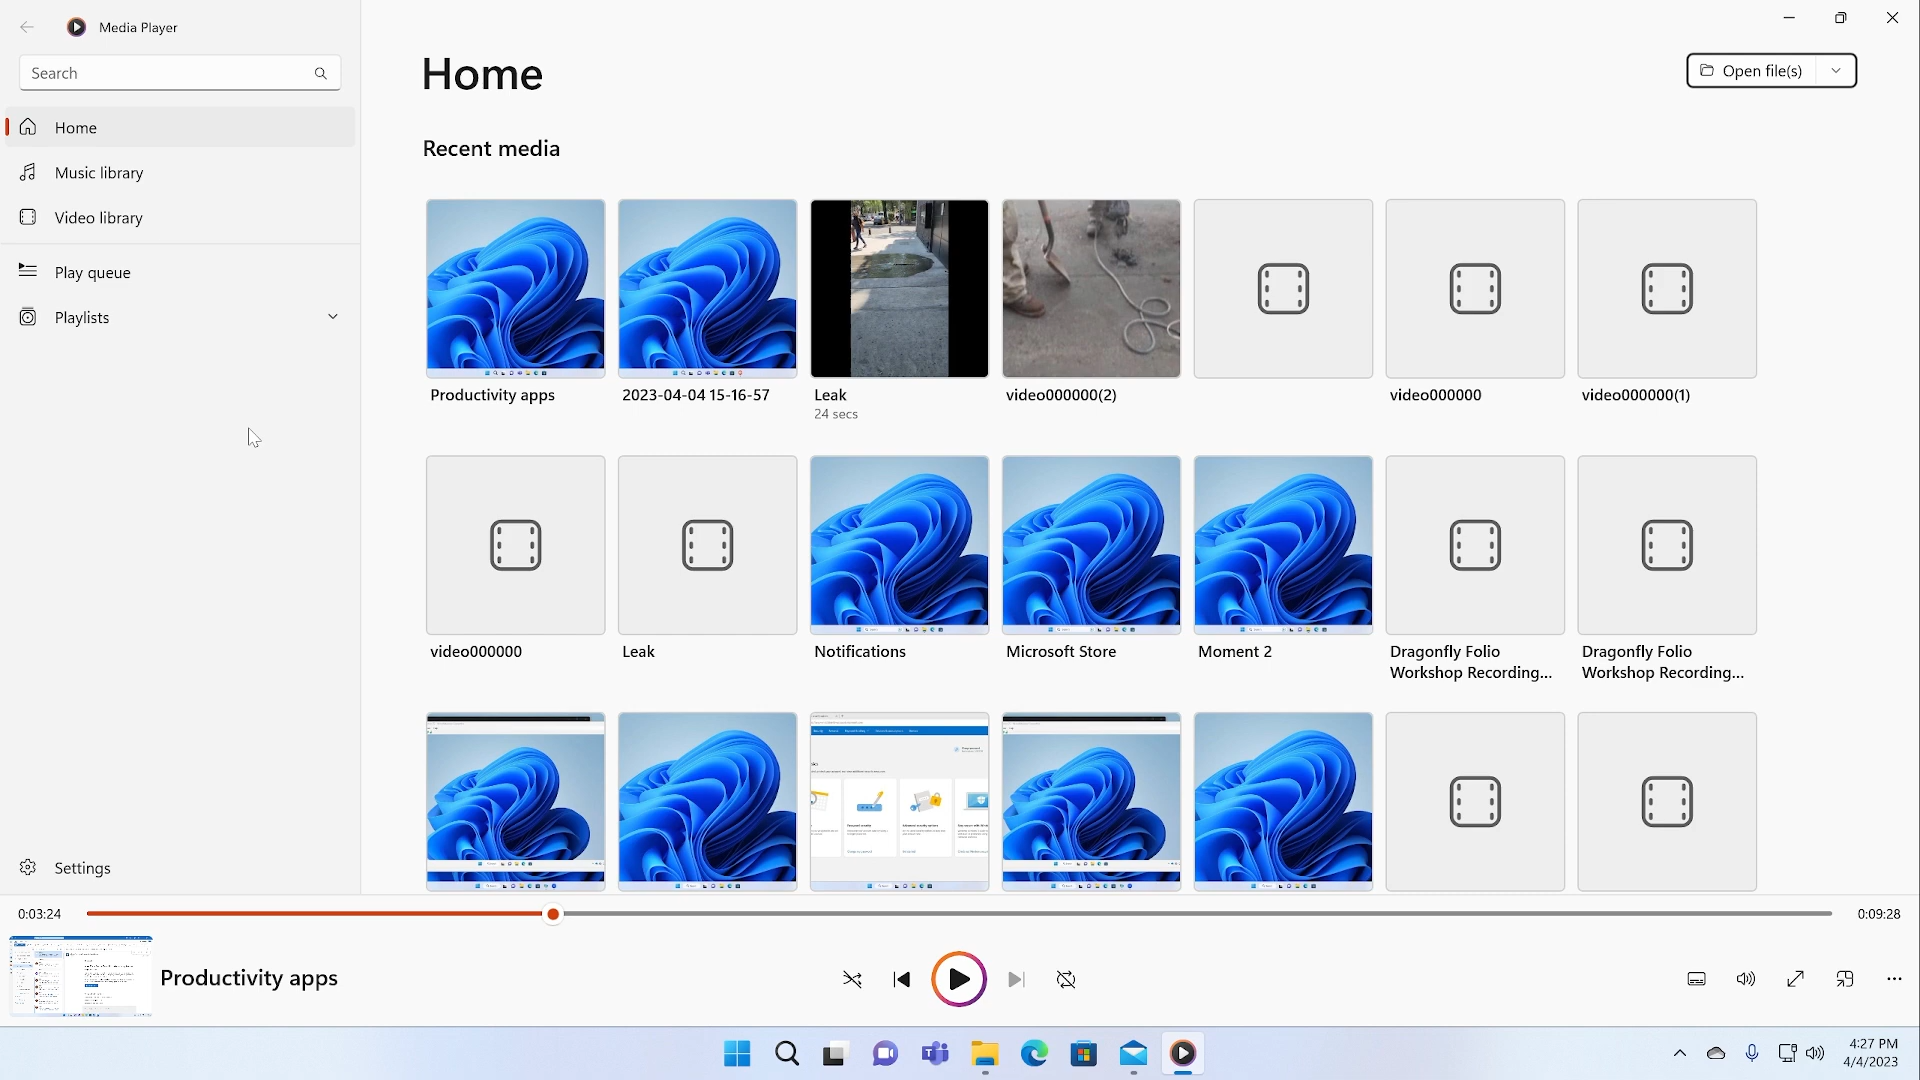 Media Player
Search
Home
Music library
Video library
Play queue
Playlists
Settings
Home
Open file(s)
Recent media
Productivity apps
2023-04-04 15-16-57
Leak
24 secs
video000000(2)
video000000
video000000(1)
video000000
Leak
Notifications
Microsoft Store
Moment 2
Dragonfly Folio
Workshop Recording...
Dragonfly Folio
Workshop Recording...
0:03:24
0:09:28
Productivity apps
4:27 PM
4/4/2023